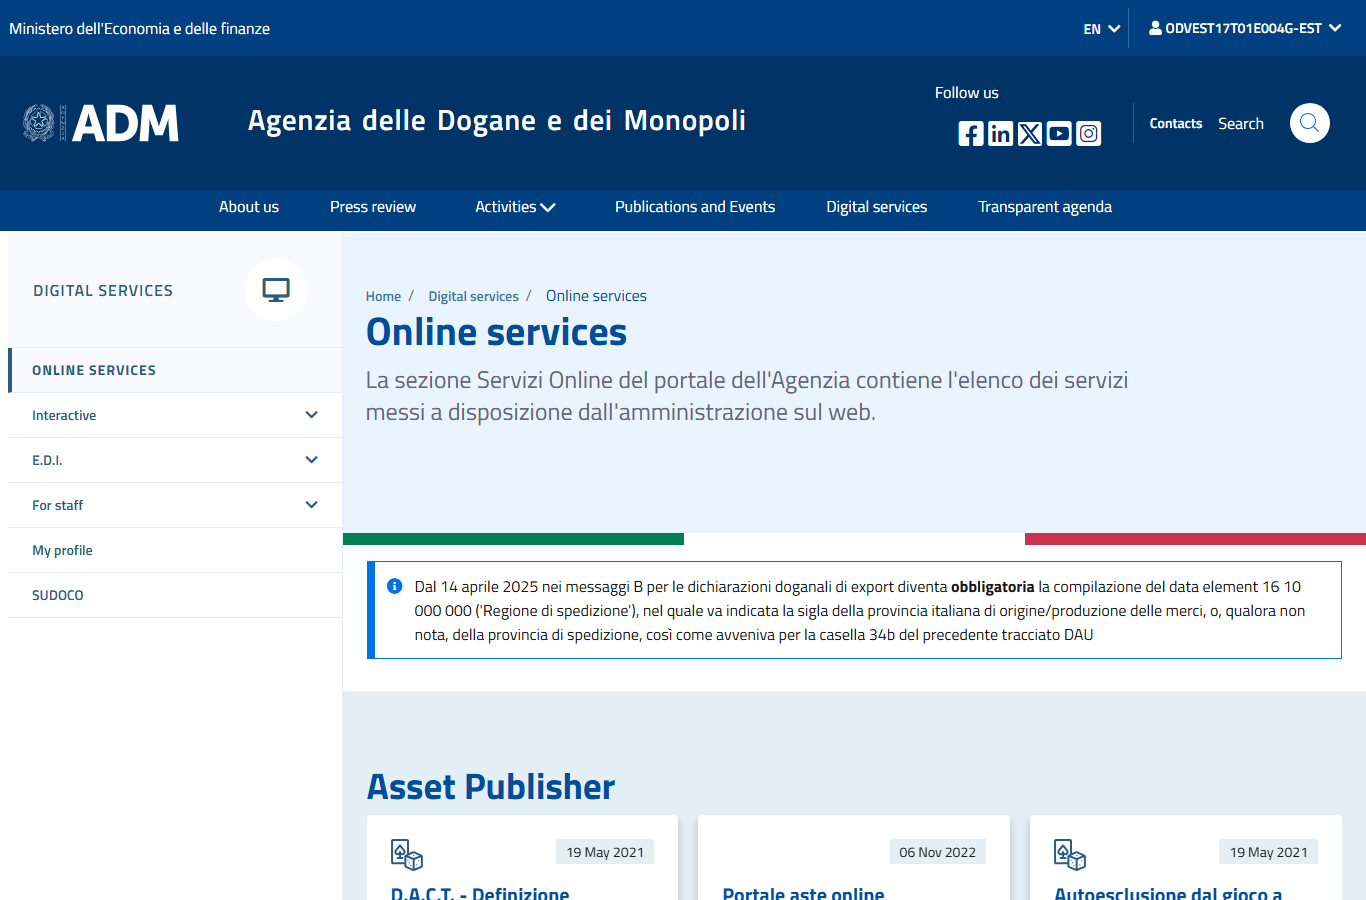 Ministero dell'Economia e delle finanze
EN
ODVEST17T01E004G-EST
ADM
Agenzia delle Dogane e dei Monopoli
Follow us
Contacts
Search
About us
Press review
Activities
Publications and Events
Digital services
Transparent agenda
DIGITAL SERVICES
ONLINE SERVICES
Interactive
E.D.I.
For staff
My profile
SUDOCO
Home / Digital services / Online services
Online services
La sezione Servizi Online del portale dell'Agenzia contiene l'elenco dei servizi
messi a disposizione dall'amministrazione sul web.
Dal 14 aprile 2025 nei messaggi B per le dichiarazioni doganali di export diventa obbligatoria la compilazione del data element 16 10
000 000 ('Regione di spedizione'), nel quale va indicata la sigla della provincia italiana di origine/produzione delle merci, o, qualora non
nota, della provincia di spedizione, così come avveniva per la casella 34b del precedente tracciato DAU
Asset Publisher
19 May 2021
D.A.C.T. - Definizione
06 Nov 2022
Portale aste online
19 May 2021
Autoesclusione dal gioco a